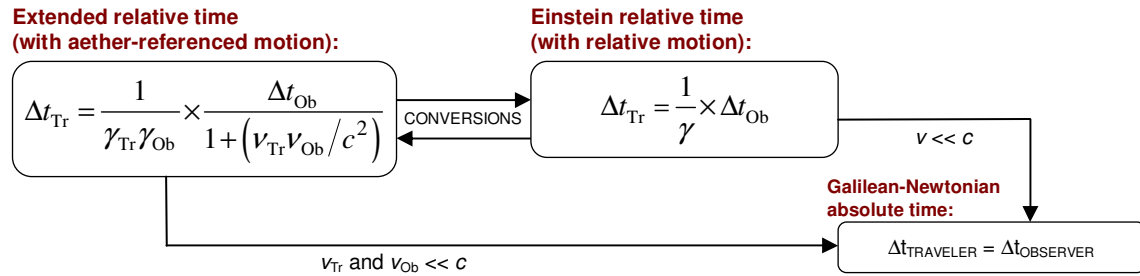 Extended relative time
(with aether-referenced motion):
Δt_Tr = 1/(γ_Tr γ_Ob) × Δt_Ob/(1+(v_Tr v_Ob/c²))
CONVERSIONS
Einstein relative time
(with relative motion):
Δt_Tr = 1/γ × Δt_Ob
v << c
Galilean-Newtonian
absolute time:
Δt_TRAVELER = Δt_OBSERVER
v_Tr and v_Ob << c